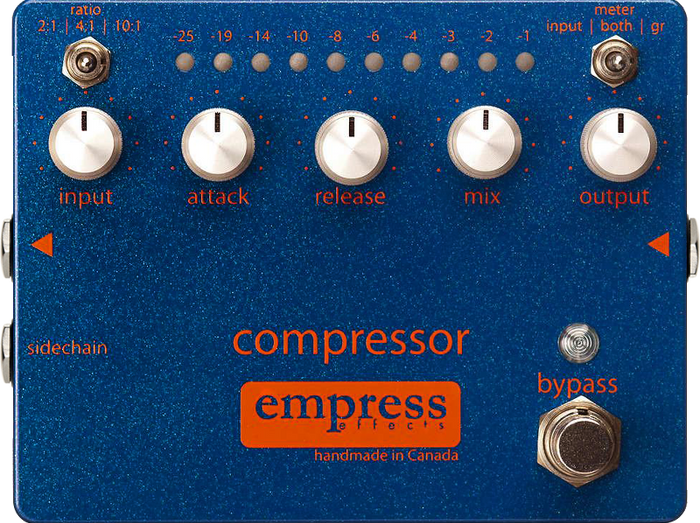 ratio
2:1 | 4:1 | 10:1
meter
input | both | gr
-25 -19 -14 -10 -8 -6 -4 -3 -2 -1
input attack release mix output
sidechain
compressor
bypass
empress
effects
handmade in Canada